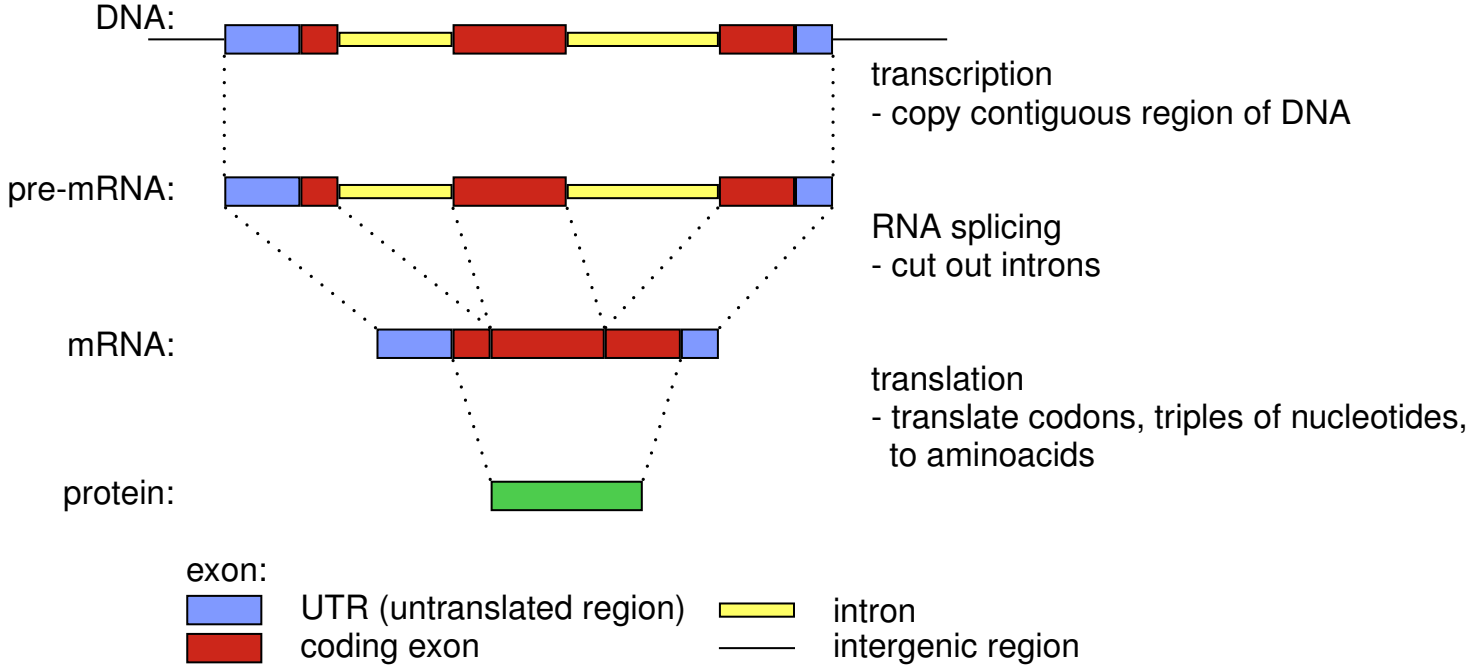 DNA:
transcription
- copy contiguous region of DNA
pre-mRNA:
RNA splicing
- cut out introns
mRNA:
translation
- translate codons, triples of nucleotides,
to aminoacids
protein:
exon:
UTR (untranslated region)
intron
coding exon
intergenic region